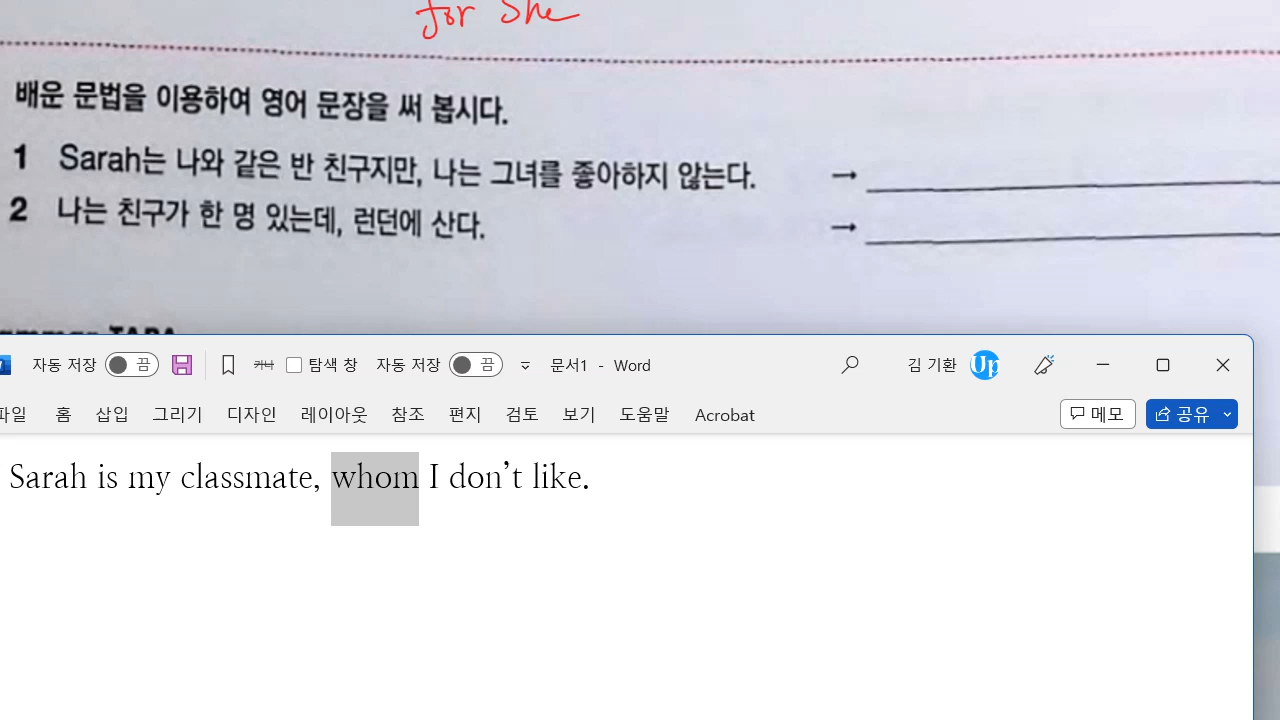 for she
배운 문법을 이용하여 영어 문장을 써 봅시다.
1 Sarah는 나와 같은 반 친구지만, 나는 그녀를 좋아하지 않는다. →
2 나는 친구가 한 명 있는데, 런던에 산다. →
자동 저장 끔 탐색 창 자동 저장 끔 문서1 - Word 김 기환 Up
파일 홈 삽입 그리기 디자인 레이아웃 참조 편지 검토 보기 도움말 Acrobat 메모 공유
Sarah is my classmate, whom I don't like.